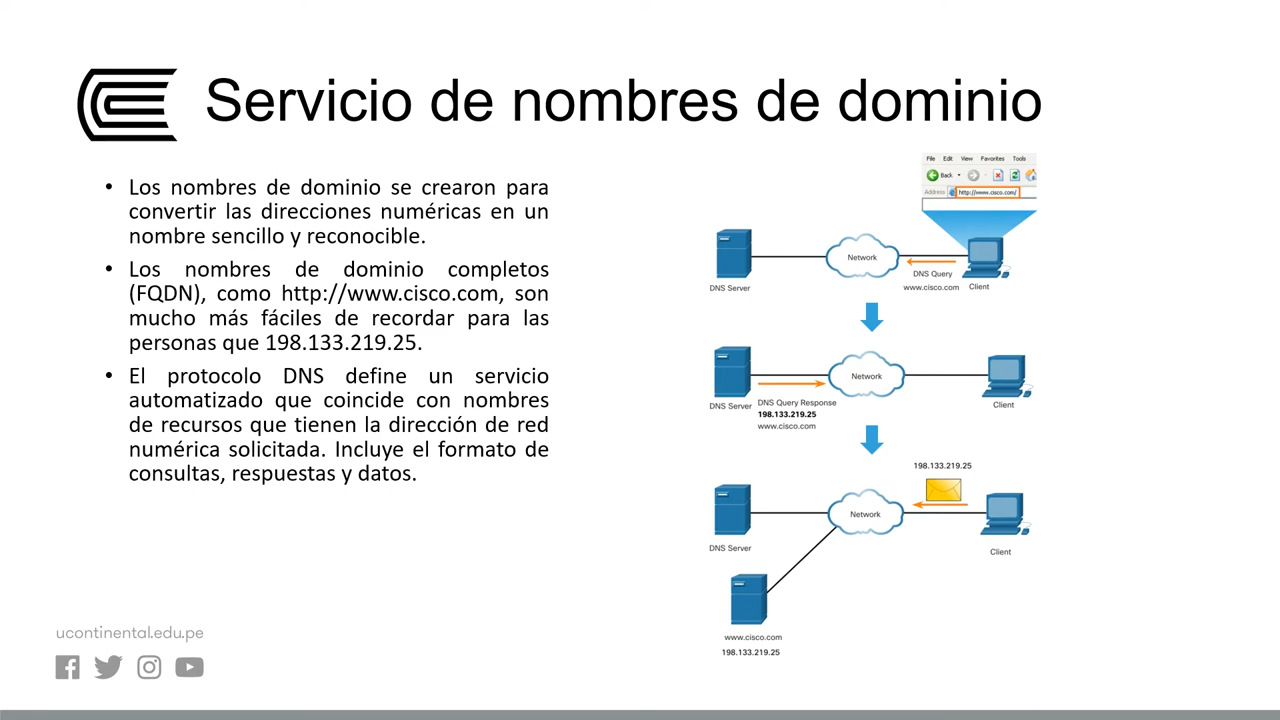 Servicio de nombres de dominio
• Los nombres de dominio se crearon para
convertir las direcciones numéricas en un
nombre sencillo y reconocible.
• Los nombres de dominio completos
(FQDN), como http://www.cisco.com, son
mucho más fáciles de recordar para las
personas que 198.133.219.25.
• El protocolo DNS define un servicio
automatizado que coincide con nombres
de recursos que tienen la dirección de red
numérica solicitada. Incluye el formato de
consultas, respuestas y datos.
File Edit View Favorites Tools
Back
Address http://www.cisco.com/
Network
DNS Server
DNS Query
www.cisco.com
Client
Network
DNS Server
DNS Query Response
198.133.219.25
www.cisco.com
Client
198.133.219.25
Network
DNS Server
Client
www.cisco.com
198.133.219.25
ucontinental.edu.pe